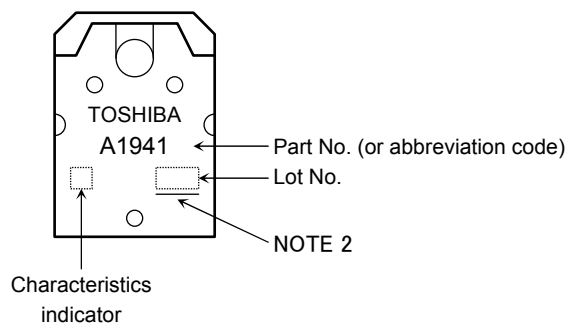 TOSHIBA
A1941
Part No. (or abbreviation code)
Lot No.
NOTE 2
Characteristics
indicator